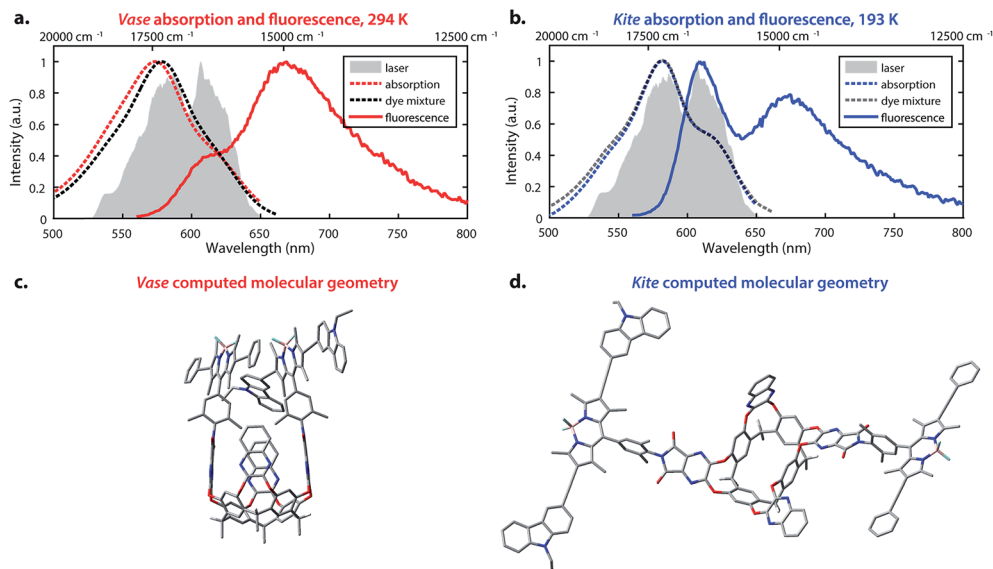 a.
Vase absorption and fluorescence, 294 K
20000 cm -1
17500 cm -1
15000 cm -1
12500 cm -1
Intensity (a.u.)
1
0.8
0.6
0.4
0.2
0
laser
absorption
dye mixture
fluorescence
500
550
600
650
700
750
800
Wavelength (nm)
b.
Kite absorption and fluorescence, 193 K
20000 cm -1
17500 cm -1
15000 cm -1
12500 cm -1
Intensity (a.u.)
1
0.8
0.6
0.4
0.2
0
laser
absorption
dye mixture
fluorescence
500
550
600
650
700
750
800
Wavelength (nm)
c.
Vase computed molecular geometry
d.
Kite computed molecular geometry